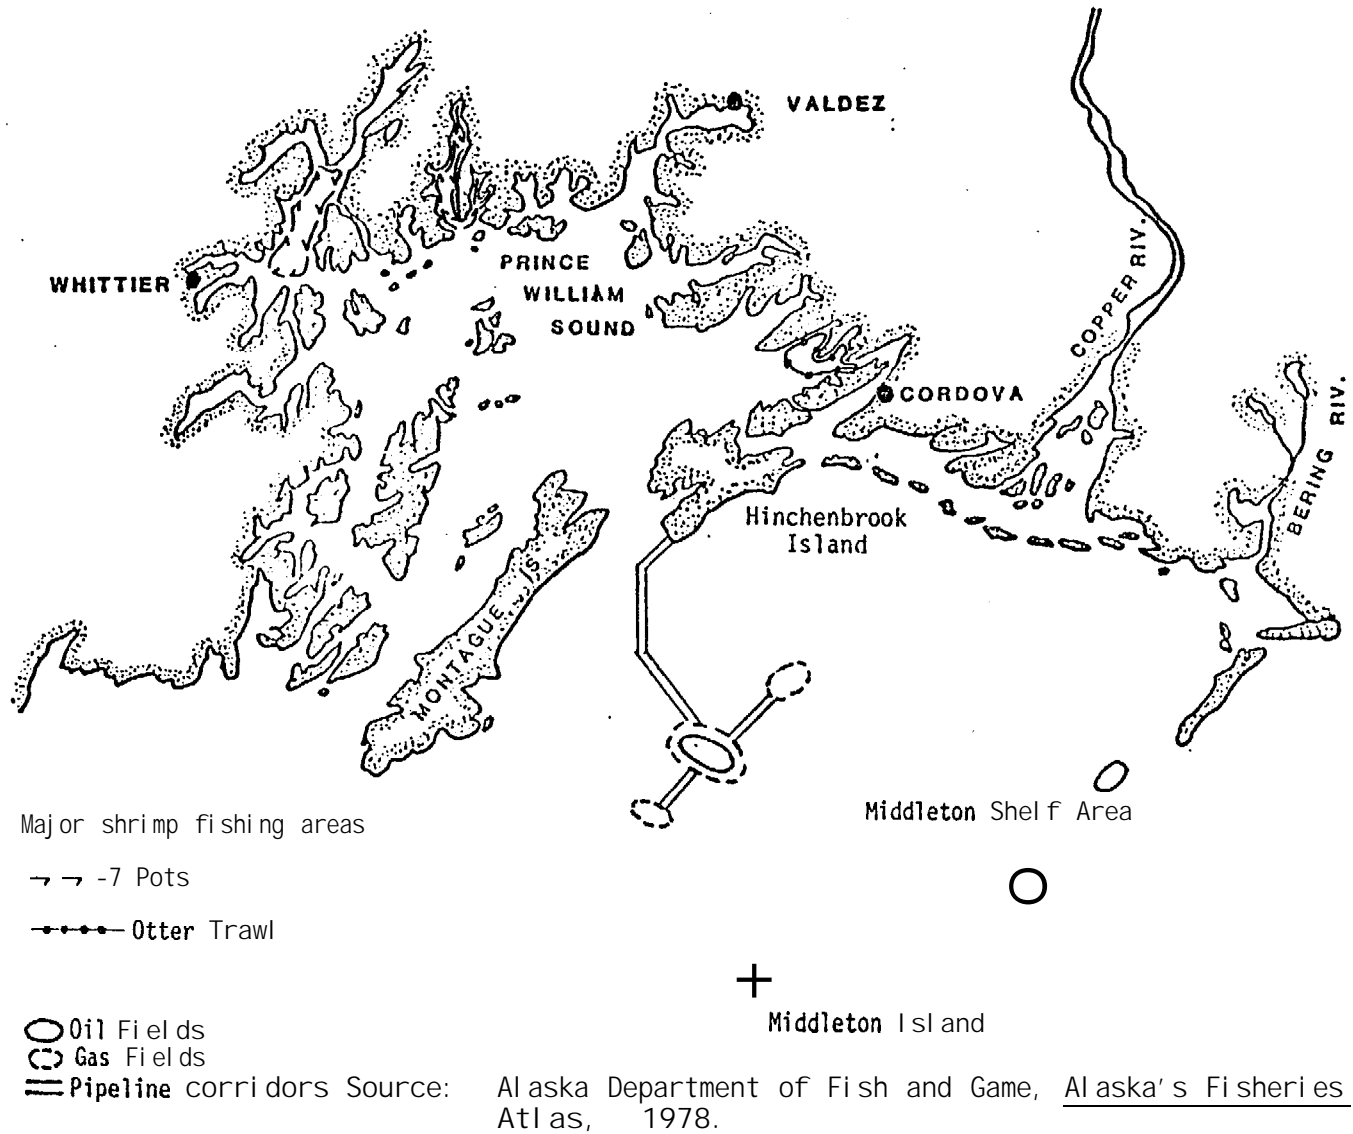 VALDEZ
WHITTIER
PRINCE
WILLIAM
SOUND
COPPER RIV.
CORDOVA
BERING RIV.
Hinchenbrook
Island
MONTAGUE IS
Middleton Shelf Area
Major shrimp fishing areas
-7 Pots
Otter Trawl
Middleton Island
Oil Fields
Gas Fields
Pipeline corridors Source: Alaska Department of Fish and Game, Alaska's Fisheries
Atlas, 1978.